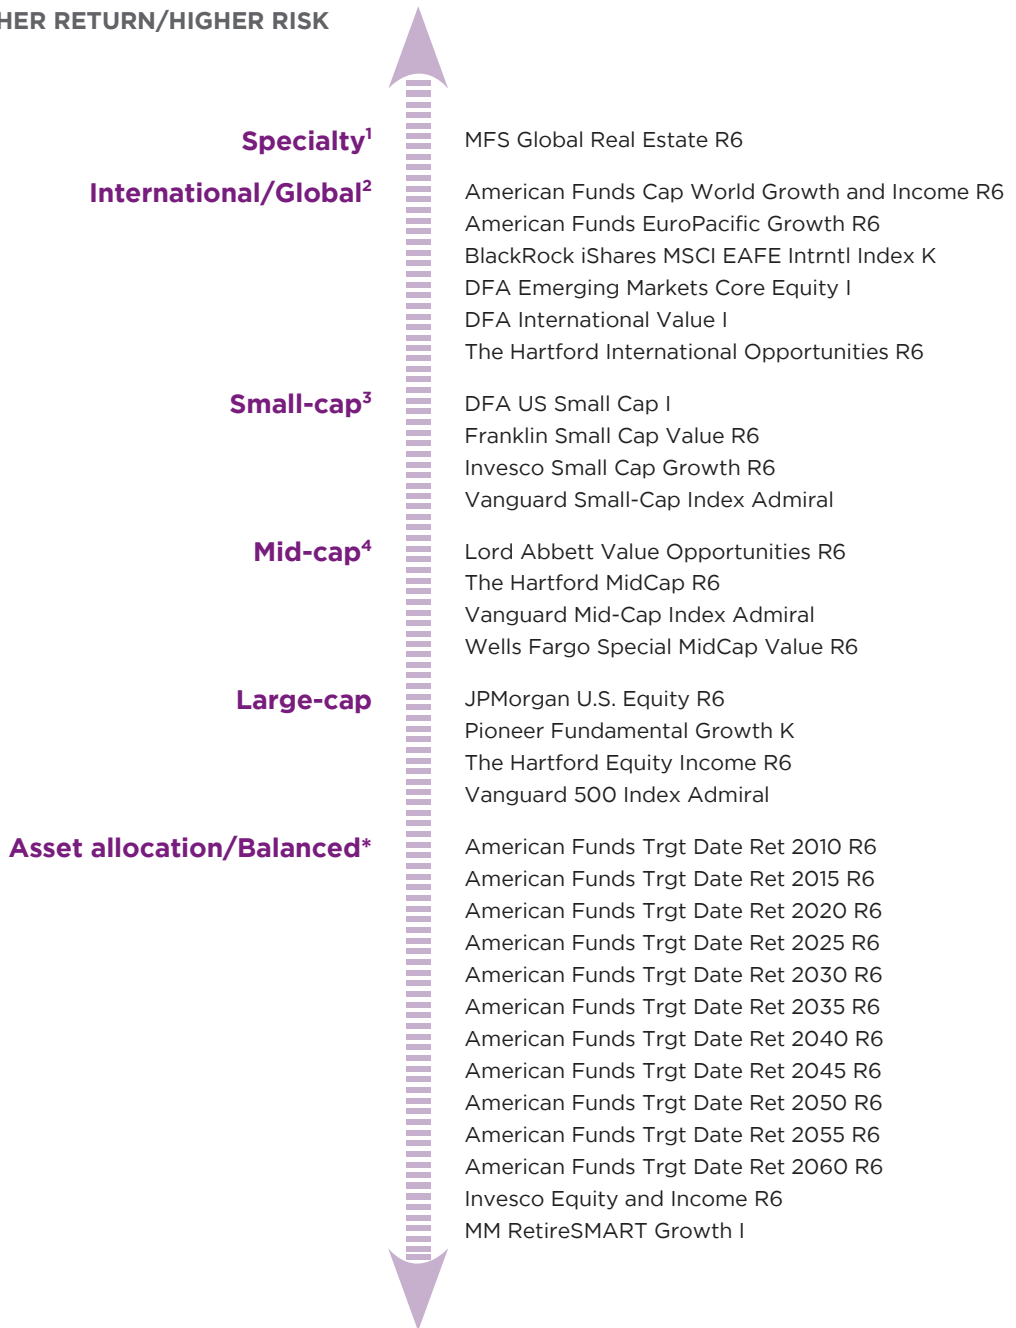 HER RETURN/HIGHER RISK
Specialty¹ MFS Global Real Estate R6
International/Global² American Funds Cap World Growth and Income R6
American Funds EuroPacific Growth R6
BlackRock iShares MSCI EAFE Intrntl Index K
DFA Emerging Markets Core Equity I
DFA International Value I
The Hartford International Opportunities R6
Small-cap³ DFA US Small Cap I
Franklin Small Cap Value R6
Invesco Small Cap Growth R6
Vanguard Small-Cap Index Admiral
Mid-cap⁴ Lord Abbett Value Opportunities R6
The Hartford MidCap R6
Vanguard Mid-Cap Index Admiral
Wells Fargo Special MidCap Value R6
Large-cap JPMorgan U.S. Equity R6
Pioneer Fundamental Growth K
The Hartford Equity Income R6
Vanguard 500 Index Admiral
Asset allocation/Balanced* American Funds Trgt Date Ret 2010 R6
American Funds Trgt Date Ret 2015 R6
American Funds Trgt Date Ret 2020 R6
American Funds Trgt Date Ret 2025 R6
American Funds Trgt Date Ret 2030 R6
American Funds Trgt Date Ret 2035 R6
American Funds Trgt Date Ret 2040 R6
American Funds Trgt Date Ret 2045 R6
American Funds Trgt Date Ret 2050 R6
American Funds Trgt Date Ret 2055 R6
American Funds Trgt Date Ret 2060 R6
Invesco Equity and Income R6
MM RetireSMART Growth I